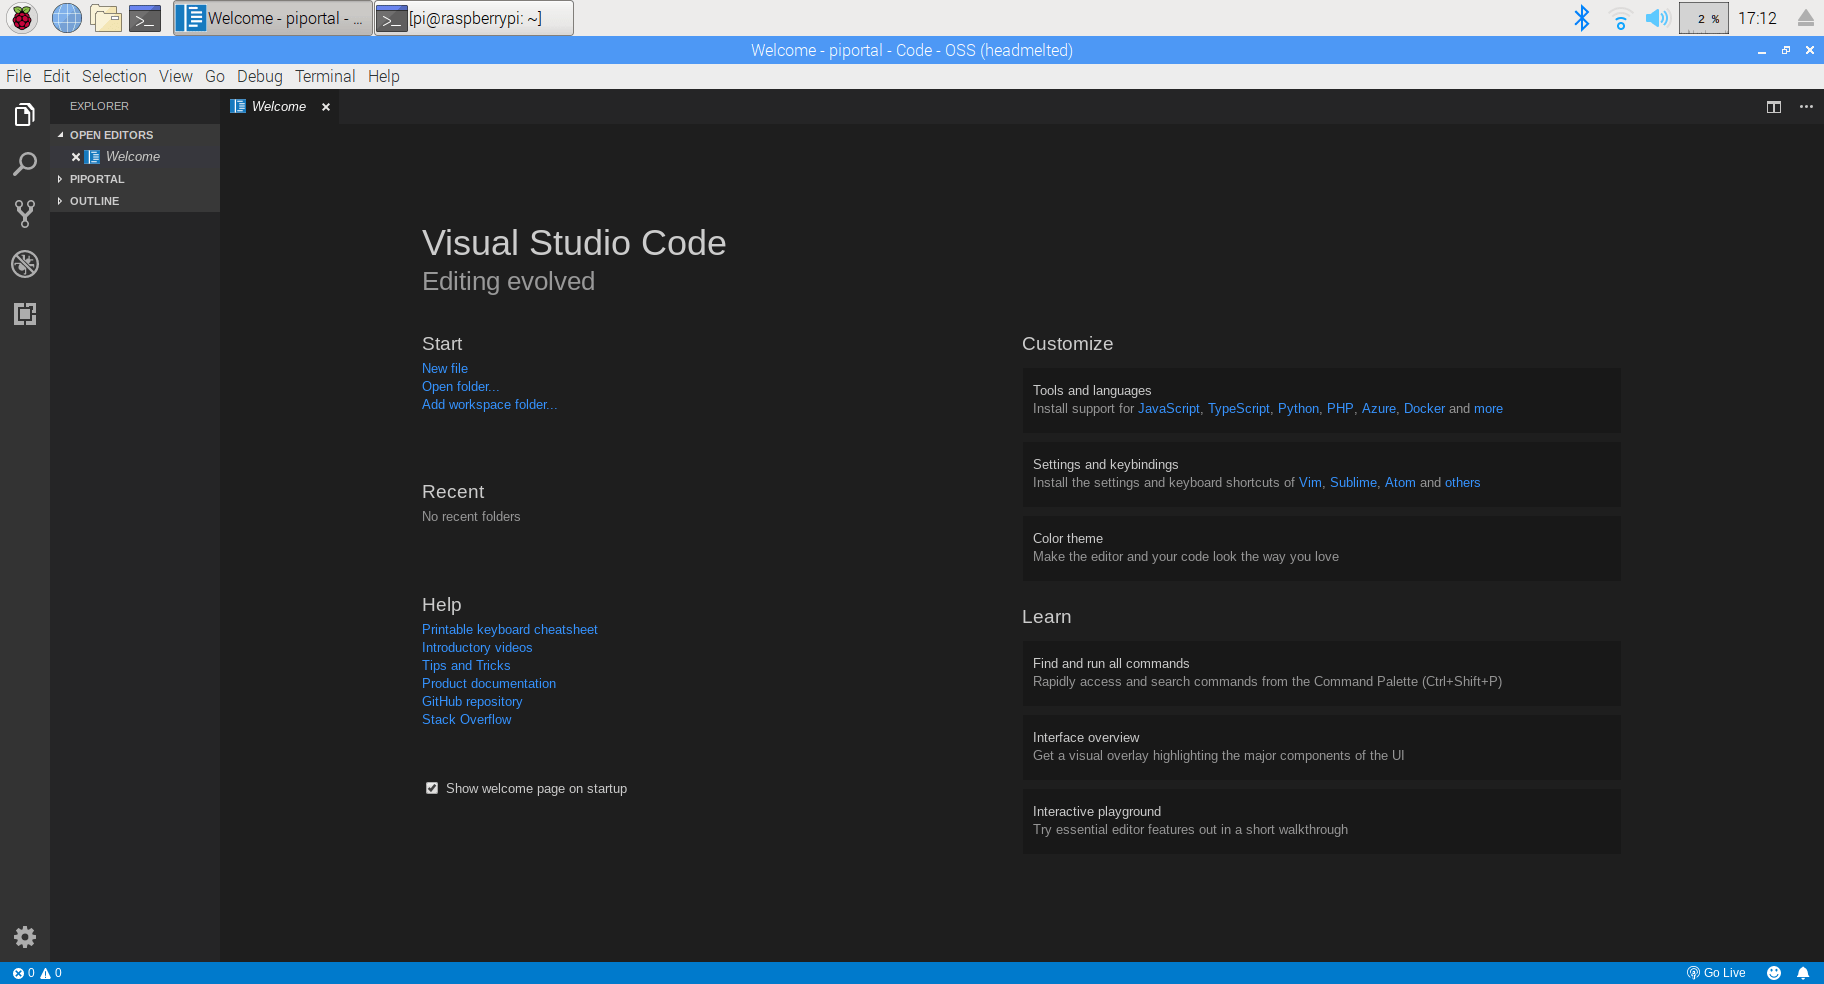 Welcome - piportal - ...
[pi@raspberrypi: ~]
2 %
17:12
Welcome - piportal - Code - OSS (headmelted)
File Edit Selection View Go Debug Terminal Help
EXPLORER
OPEN EDITORS
Welcome
PIPORTAL
OUTLINE
Welcome
Visual Studio Code
Editing evolved
Start
New file
Open folder...
Add workspace folder...
Recent
No recent folders
Help
Printable keyboard cheatsheet
Introductory videos
Tips and Tricks
Product documentation
GitHub repository
Stack Overflow
Show welcome page on startup
Customize
Tools and languages
Install support for JavaScript, TypeScript, Python, PHP, Azure, Docker and more
Settings and keybindings
Install the settings and keyboard shortcuts of Vim, Sublime, Atom and others
Color theme
Make the editor and your code look the way you love
Learn
Find and run all commands
Rapidly access and search commands from the Command Palette (Ctrl+Shift+P)
Interface overview
Get a visual overlay highlighting the major components of the UI
Interactive playground
Try essential editor features out in a short walkthrough
0 0
Go Live